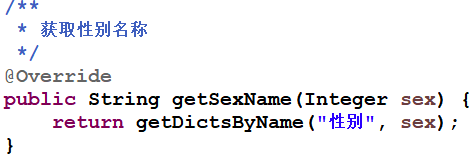 /**
 * 获取性别名称
 */
@Override
public String getSexName(Integer sex) {
    return getDictsByName("性别", sex);
}